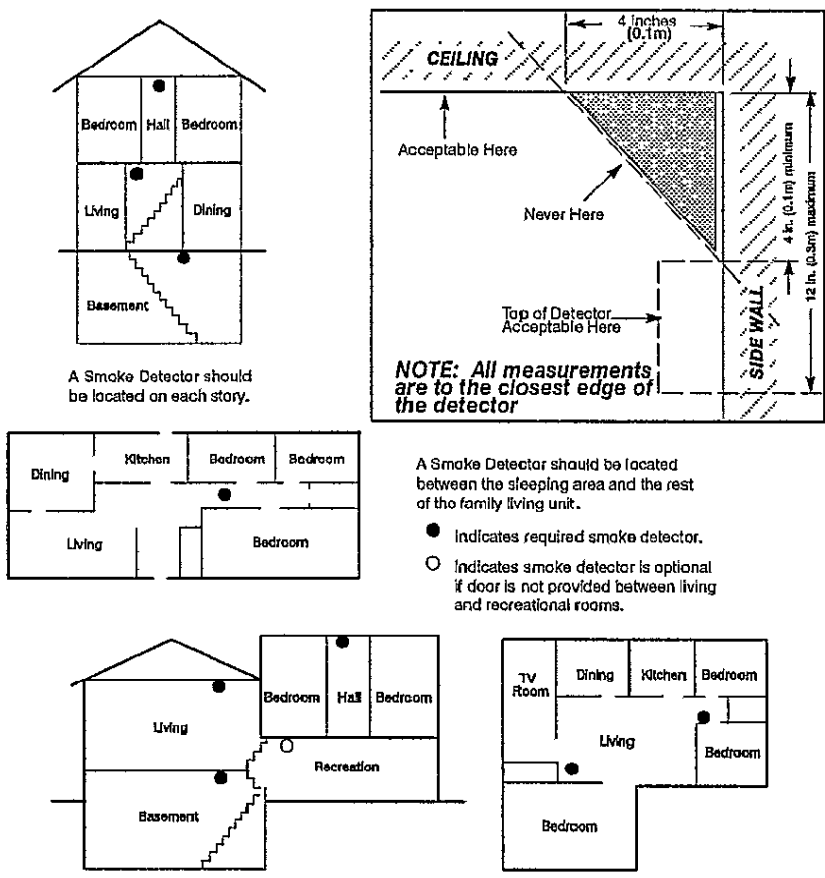 Bedroom Hall Bedroom
Living Dining
Basement
A Smoke Detector should
be located on each story.
4 inches
(0.1m)
CEILING
Acceptable Here
Never Here
Top of Detector
Acceptable Here
4 in. (0.1m) minimum
12 in. (0.3m) maximum
SIDE WALL
NOTE: All measurements
are to the closest edge of
the detector
Dining Kitchen Bedroom Bedroom
Living Bedroom
A Smoke Detector should be located
between the sleeping area and the rest
of the family living unit.
Indicates required smoke detector.
Indicates smoke detector is optional
if door is not provided between living
and recreational rooms.
Bedroom Hall Bedroom
Living
Recreation
Basement
TV
Room
Dining Kitchen Bedroom
Living
Bedroom
Bedroom